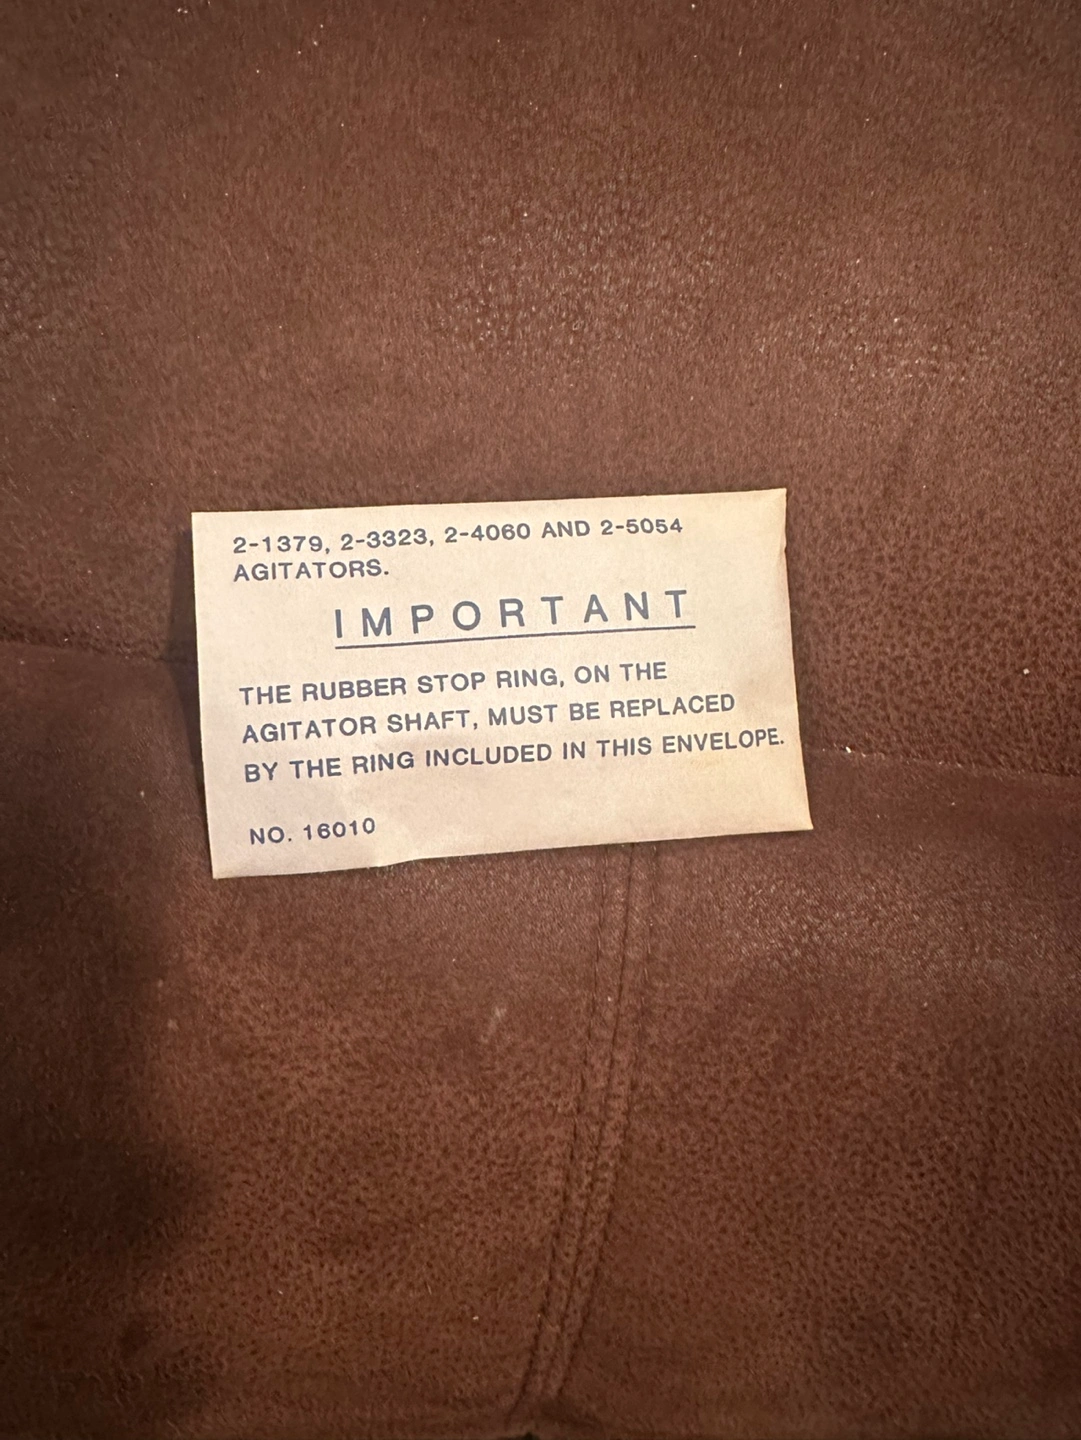 2-1379, 2-3323, 2-4060 AND 2-5054
AGITATORS.
IMPORTANT
THE RUBBER STOP RING, ON THE
AGITATOR SHAFT, MUST BE REPLACED
BY THE RING INCLUDED IN THIS ENVELOPE.
NO. 16010